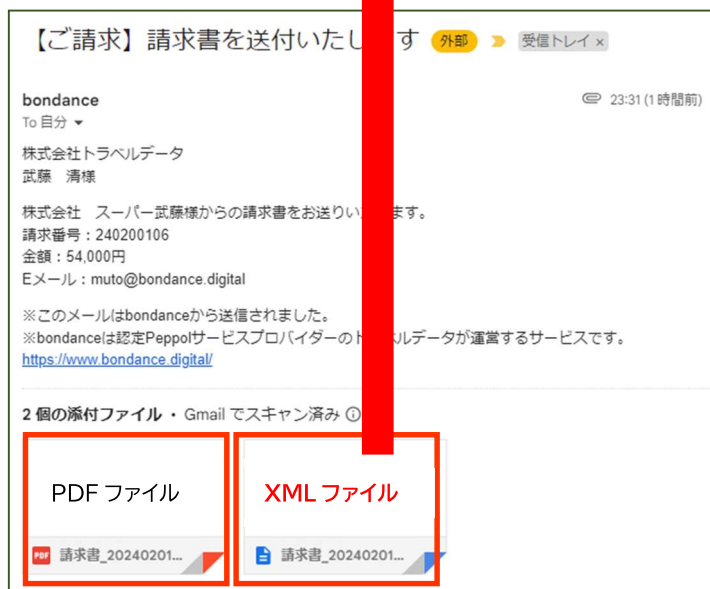 【ご請求】請求書を送付いたします 外部 受信トレイ ×
bondance
23:31 (1 時間前)
To 自分
株式会社トラベルデータ
武藤 清様
株式会社 スーパー武藤様からの請求書をお送りい ます。
請求番号：240200106
金額：54,000円
Eメール：muto@bondance.digital
※このメールはbondanceから送信されました。
※bondanceは認定Peppolサービスプロバイダーのト ルデータが運営するサービスです。
https://www.bondance.digital/
2 個の添付ファイル・Gmail でスキャン済み
PDF ファイル
XML ファイル
PDF 請求書_20240201...
請求書_20240201...